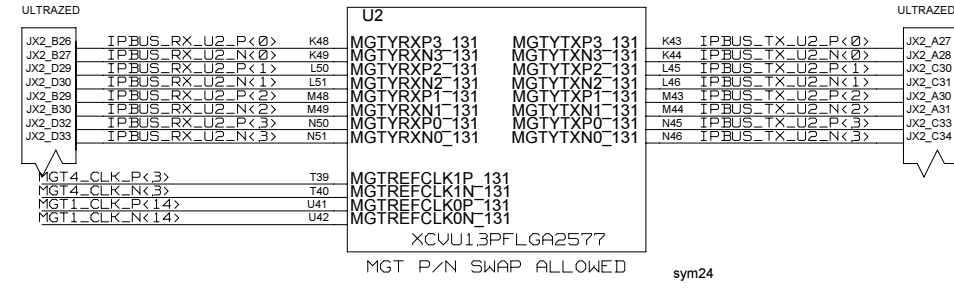 ULTRAZED U2 ULTRAZED
JX2_B26 IPBUS_RX_U2_P<0> K48 MGTYRXP3_131 MGTYTXP3_131 K43 IPBUS_TX_U2_P<0> JX2_A27
JX2_B27 IPBUS_RX_U2_N<0> K49 MGTYRXN3_131 MGTYTXN3_131 K44 IPBUS_TX_U2_N<0> JX2_A28
JX2_D29 IPBUS_RX_U2_P<1> L50 MGTYRXP2_131 MGTYTXP2_131 L45 IPBUS_TX_U2_P<1> JX2_C30
JX2_D30 IPBUS_RX_U2_N<1> L51 MGTYRXN2_131 MGTYTXN2_131 L46 IPBUS_TX_U2_N<1> JX2_C31
JX2_B29 IPBUS_RX_U2_P<2> M48 MGTYRXP1_131 MGTYTXP1_131 M43 IPBUS_TX_U2_P<2> JX2_A30
JX2_B30 IPBUS_RX_U2_N<2> M49 MGTYRXN1_131 MGTYTXN1_131 M44 IPBUS_TX_U2_N<2> JX2_A31
JX2_D32 IPBUS_RX_U2_P<3> N50 MGTYRXP0_131 MGTYTXP0_131 N45 IPBUS_TX_U2_P<3> JX2_C33
JX2_D33 IPBUS_RX_U2_N<3> N51 MGTYRXN0_131 MGTYTXN0_131 N46 IPBUS_TX_U2_N<3> JX2_C34
MGT4_CLK_P<3> T39 MGTREFCLK1P_131
MGT4_CLK_N<3> T40 MGTREFCLK1N_131
MGT1_CLK_P<14> U41 MGTREFCLK0P_131
MGT1_CLK_N<14> U42 MGTREFCLK0N_131
XCVU13PFLGA2577
MGT P/N SWAP ALLOWED sym24